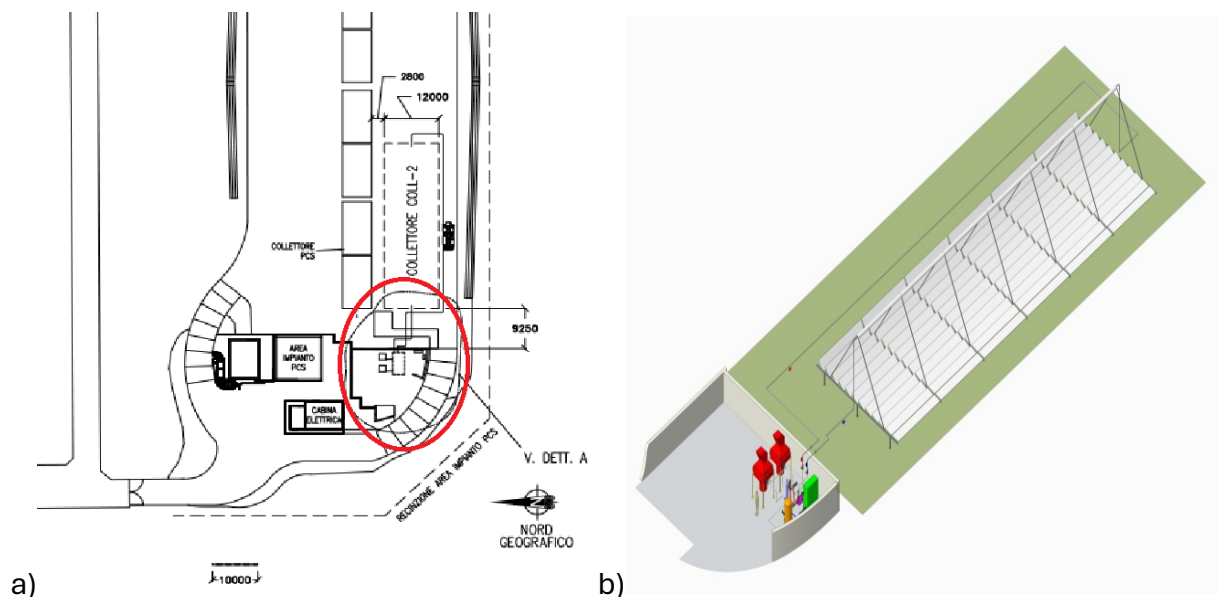 2800
12000
COLLETTORE COLL-2
COLLETTORE
PCS
9250
AREA
IMPIANTO
PCS
CABINA
ELETTRICA
V. DETT. A
RECINZIONE AREA IMPIANTO PCS
NORD
GEOGRAFICO
10000
a)
b)